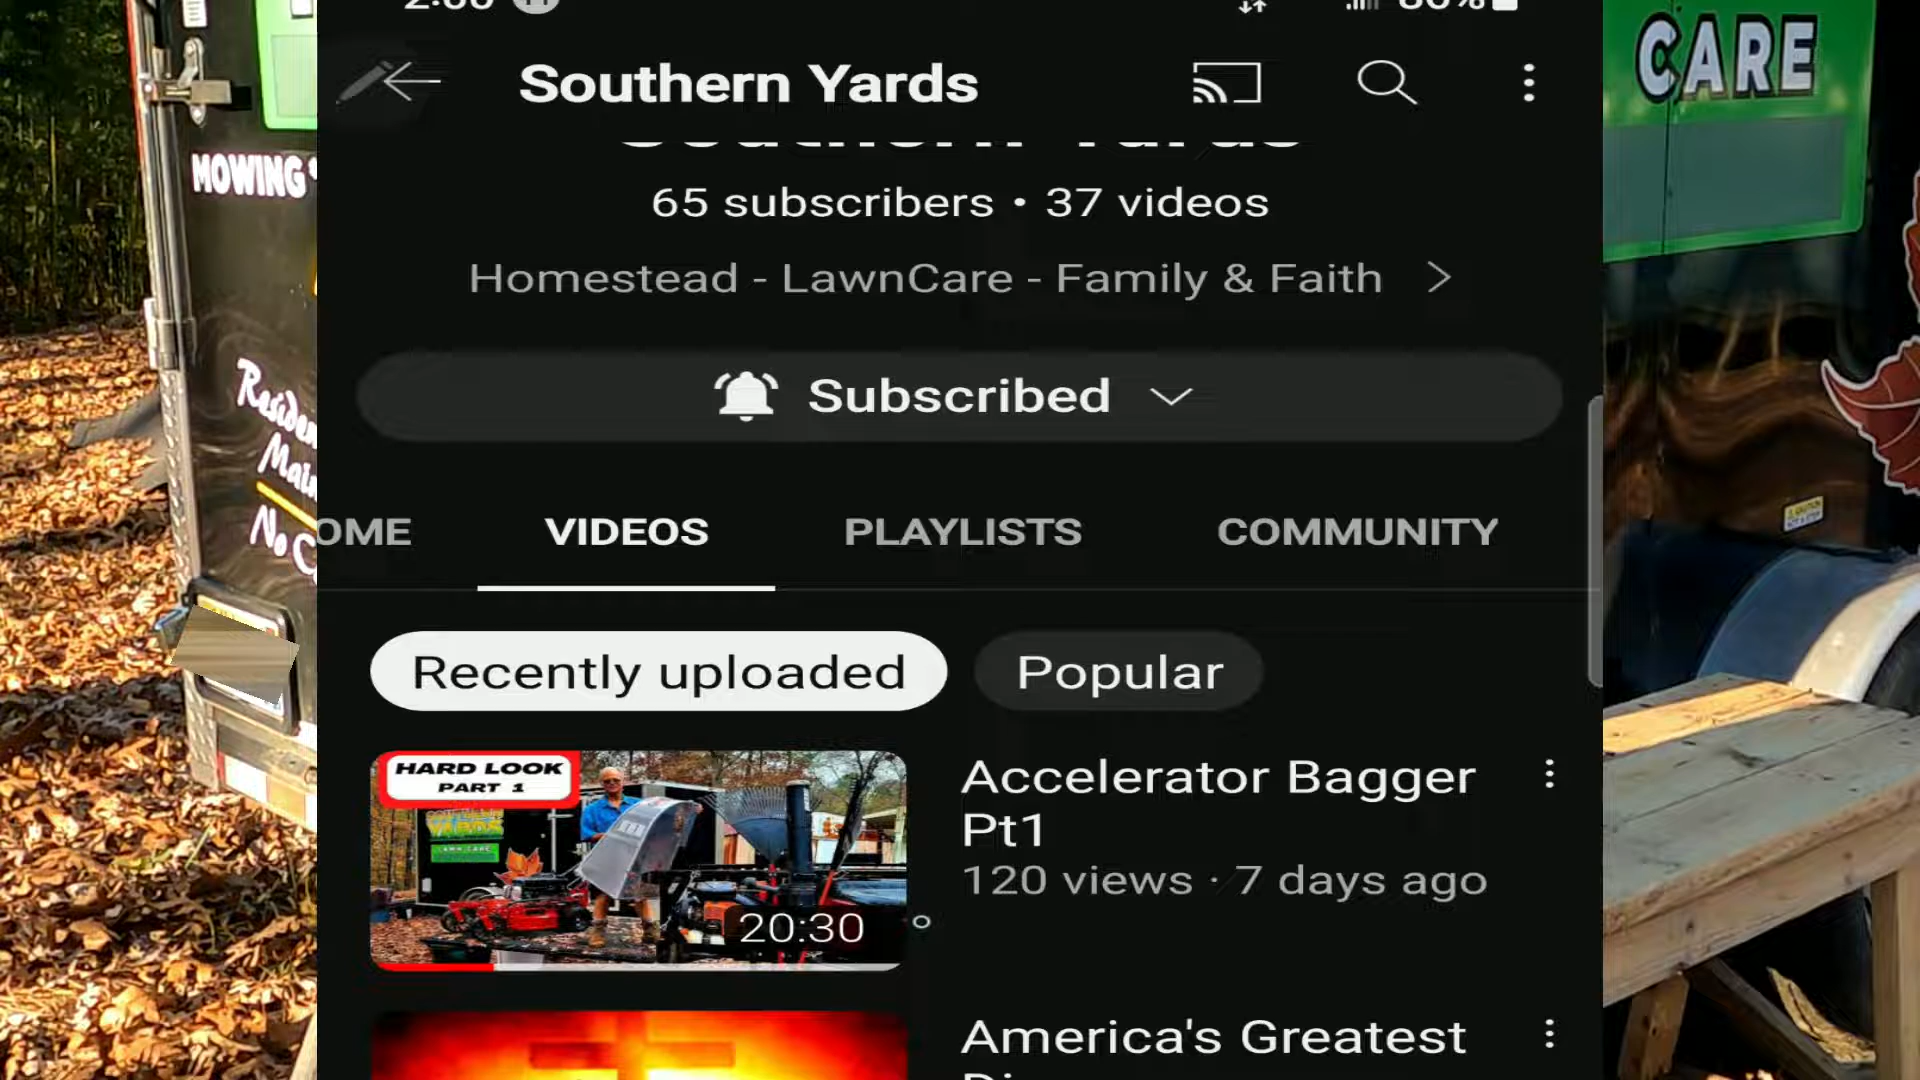 Southern Yards
65 subscribers • 37 videos
Homestead - LawnCare - Family & Faith
Subscribed
OME
VIDEOS
PLAYLISTS
COMMUNITY
Recently uploaded
Popular
HARD LOOK
PART 1
20:30
Accelerator Bagger
Pt1
120 views · 7 days ago
America's Greatest
MOWING
No C
CARE